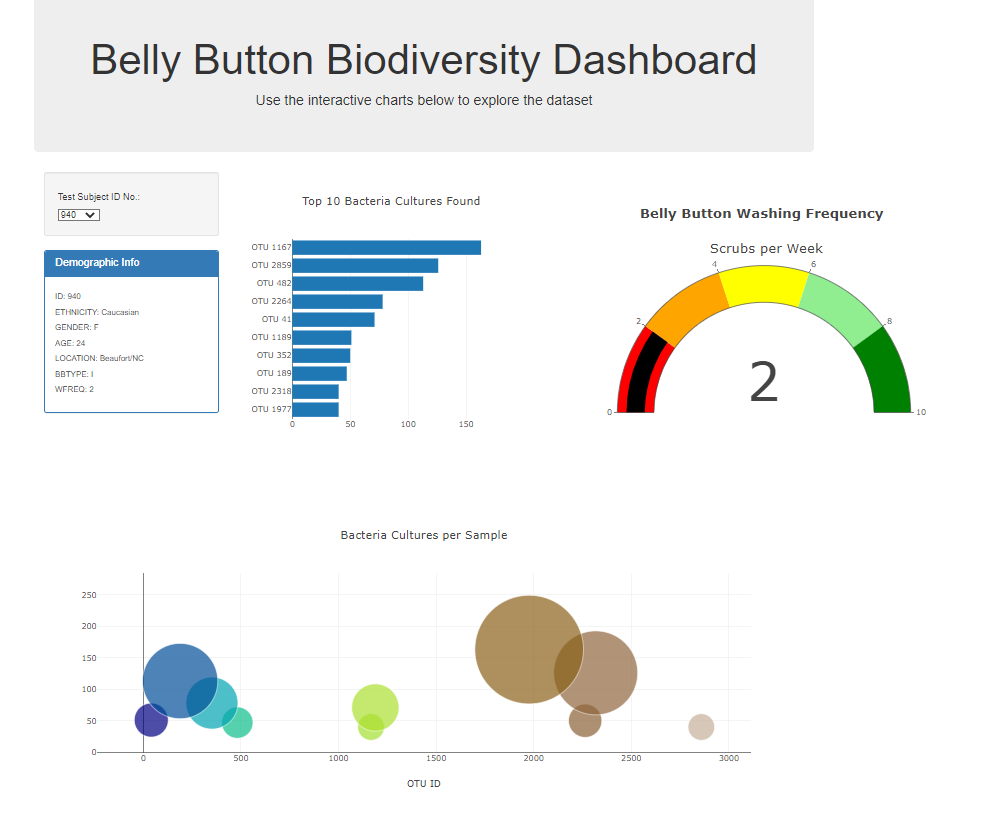 Belly Button Biodiversity Dashboard
Use the interactive charts below to explore the dataset
Test Subject ID No.:
940
Demographic Info
ID: 940
ETHNICITY: Caucasian
GENDER: F
AGE: 24
LOCATION: Beaufort/NC
BBTYPE: I
WFREQ: 2
Top 10 Bacteria Cultures Found
OTU 1167
OTU 2859
OTU 482
OTU 2264
OTU 41
OTU 1189
OTU 352
OTU 189
OTU 2318
OTU 1977
0 50 100 150
Belly Button Washing Frequency
Scrubs per Week
0
2
4
6
8
10
2
Bacteria Cultures per Sample
250
200
150
100
50
0
0 500 1000 1500 2000 2500 3000
OTU ID